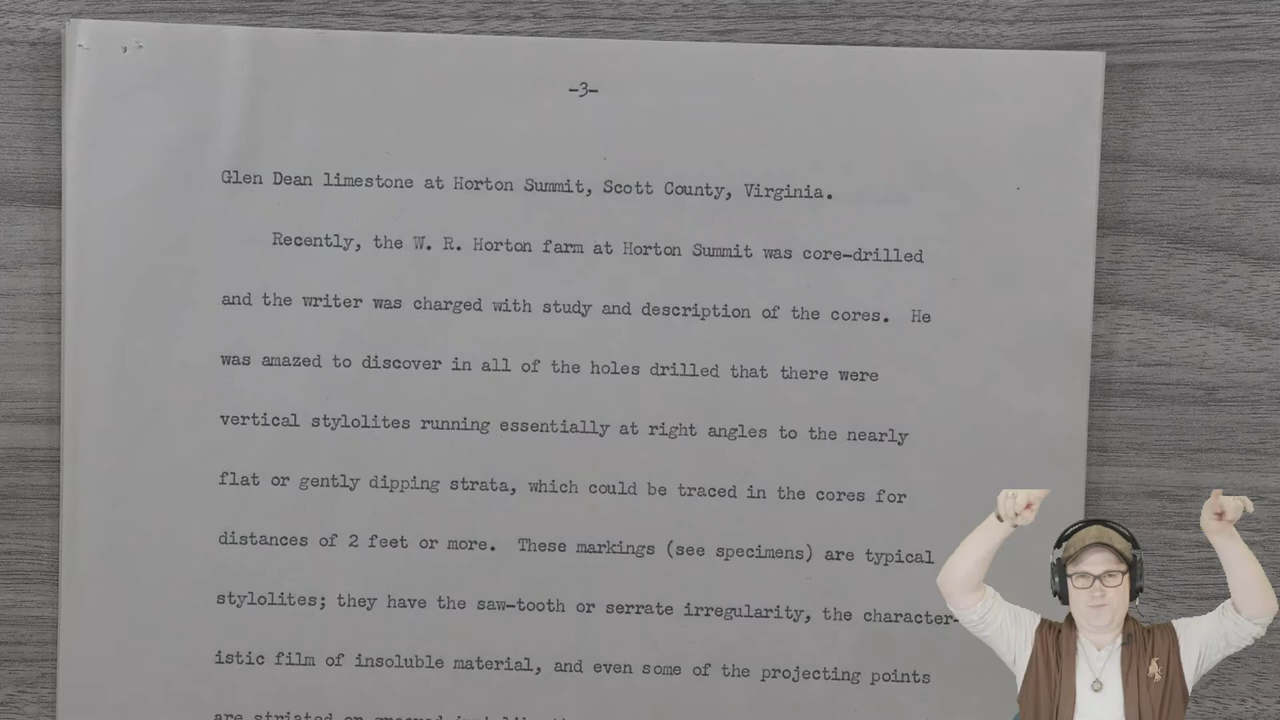 -3-
Glen Dean limestone at Horton Summit, Scott County, Virginia.
Recently, the W. R. Horton farm at Horton Summit was core-drilled
and the writer was charged with study and description of the cores. He
was amazed to discover in all of the holes drilled that there were
vertical stylolites running essentially at right angles to the nearly
flat or gently dipping strata, which could be traced in the cores for
distances of 2 feet or more. These markings (see specimens) are typical
stylolites; they have the saw-tooth or serrate irregularity, the character-
istic film of insoluble material, and even some of the projecting points
are striated or grooved